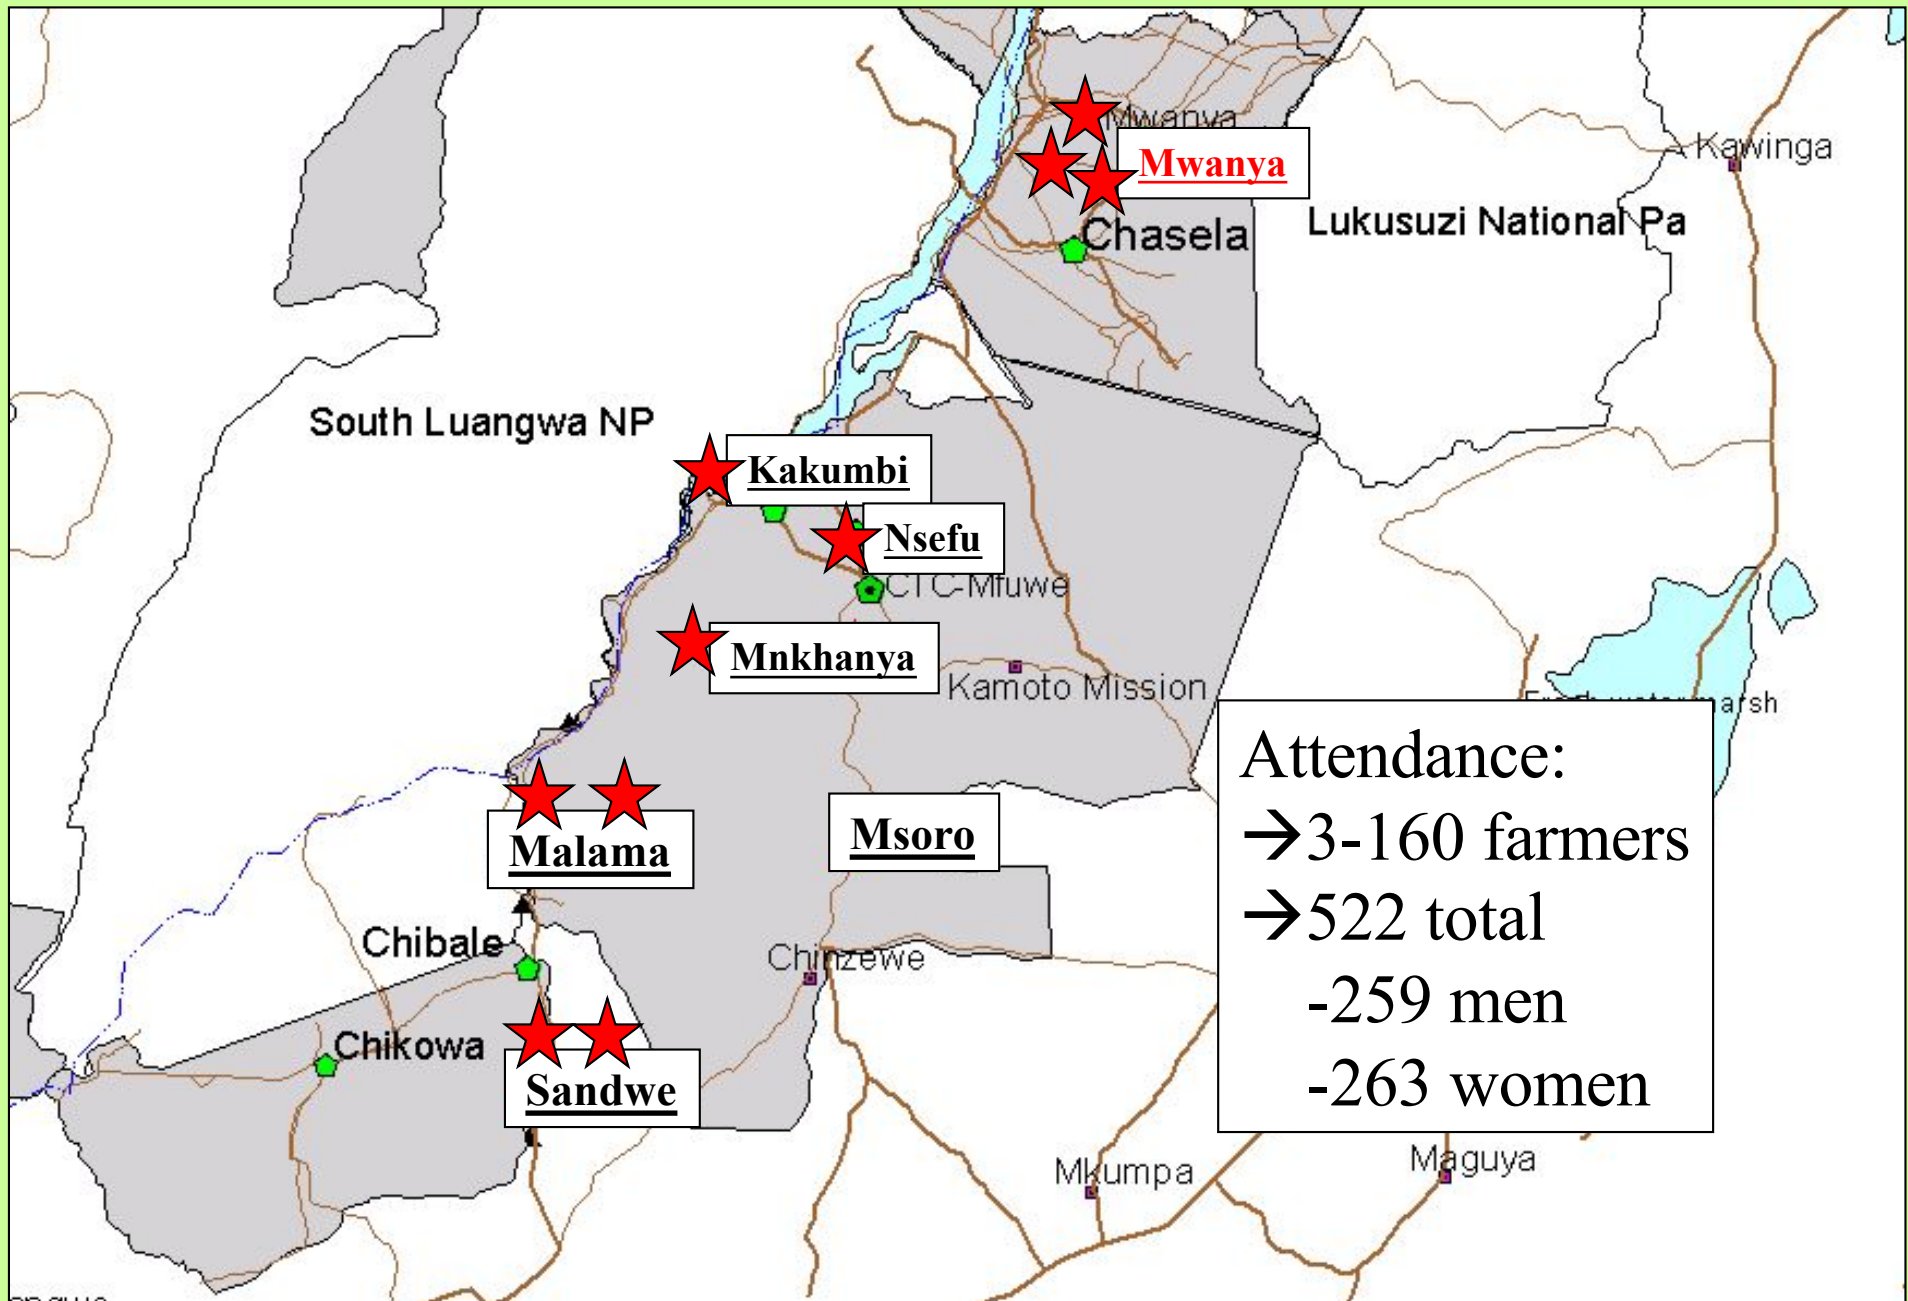 Mwanya
Mwanya
Kawinga
Chasela
Lukusuzi National Pa
South Luangwa NP
Kakumbi
Nsefu
CTC-Mfuwe
Mnkhanya
Kamoto Mission
marsh
Attendance:
→3-160 farmers
→522 total
-259 men
-263 women
Malama
Msoro
Chibale
Chinzewe
Chikowa
Sandwe
Mkumpa
Maguya